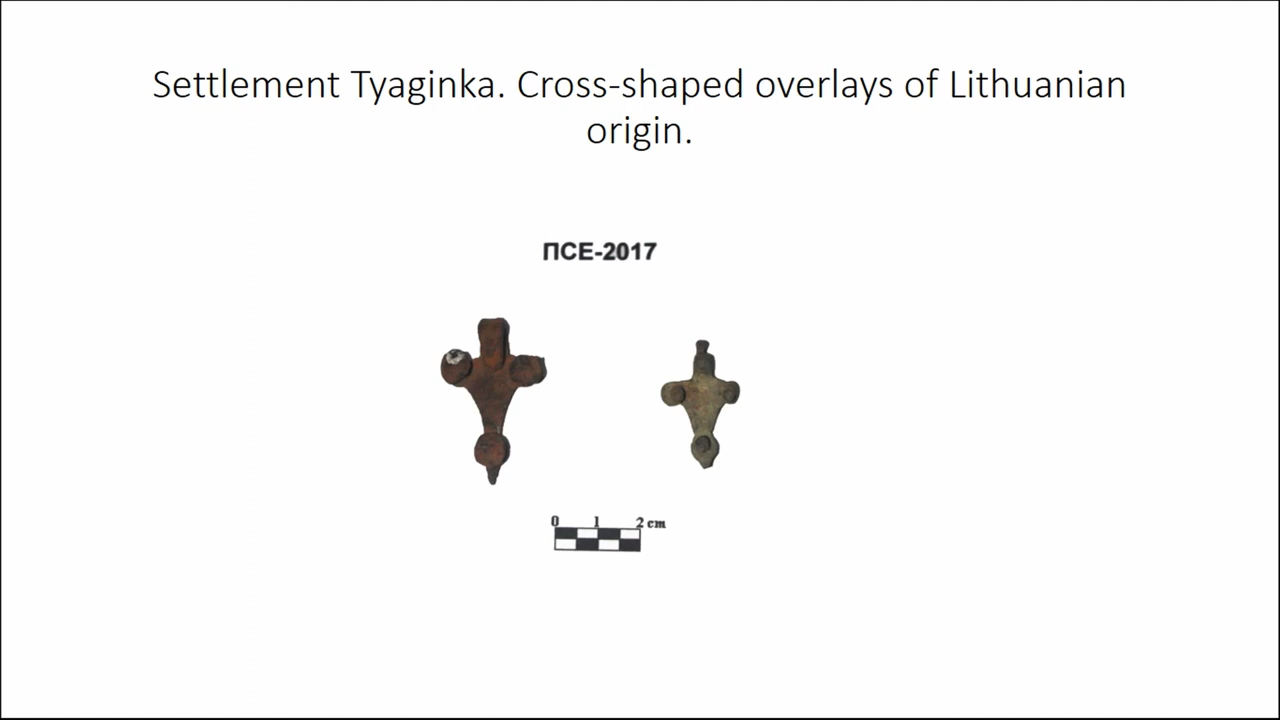 Settlement Tyaginka. Cross-shaped overlays of Lithuanian
origin.
ПСЕ-2017
0 1 2 cm